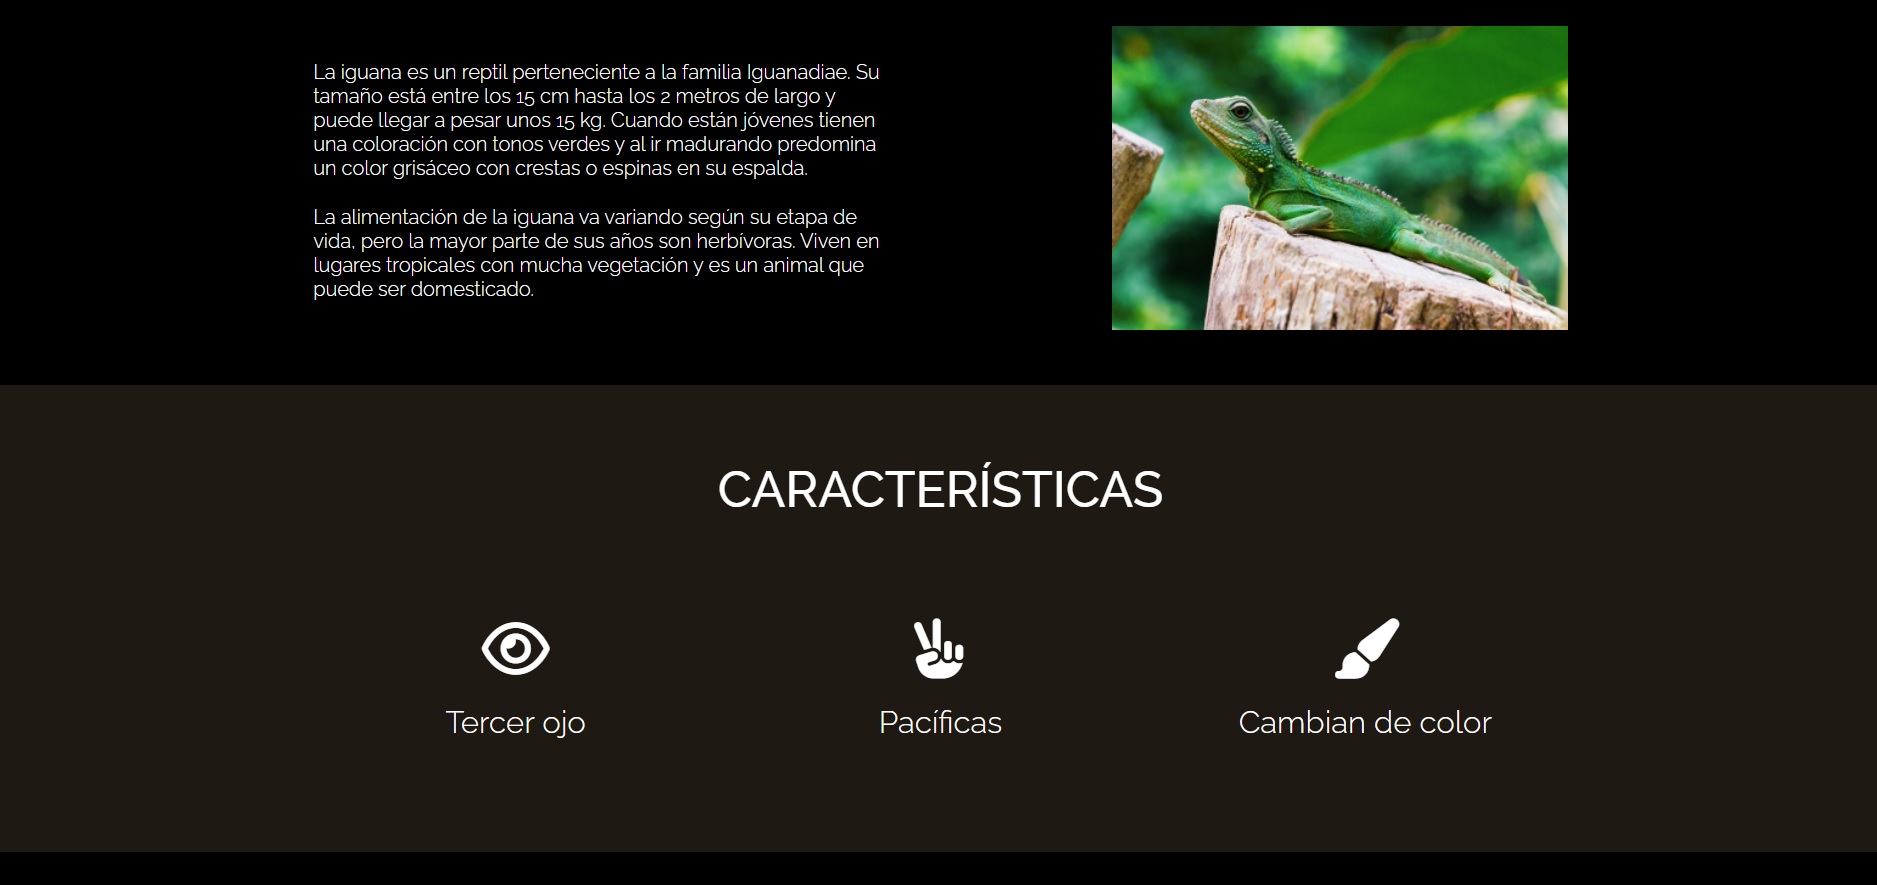 La iguana es un reptil perteneciente a la familia Iguanadiae. Su
tamaño está entre los 15 cm hasta los 2 metros de largo y
puede llegar a pesar unos 15 kg. Cuando están jóvenes tienen
una coloración con tonos verdes y al ir madurando predomina
un color grisáceo con crestas o espinas en su espalda.
La alimentación de la iguana va variando según su etapa de
vida, pero la mayor parte de sus años son herbívoras. Viven en
lugares tropicales con mucha vegetación y es un animal que
puede ser domesticado.
CARACTERÍSTICAS
Tercer ojo
Pacíficas
Cambian de color